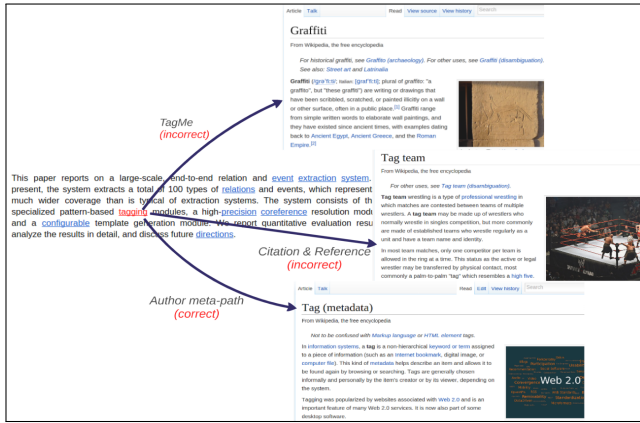 Article Talk Read View source View history Search
Graffiti
From Wikipedia, the free encyclopedia
For historical graffiti, see Graffito (archaeology). For other uses, see Graffiti (disambiguation).
See also: Street art and Latrinalia
Graffiti (/ɡræˈfiːti/; Italian: [ɡrafˈfiːti]; plural of graffito: "a
graffito", but "these graffiti") are writing or drawings that
have been scribbled, scratched, or painted illicitly on a wall
or other surface, often in a public place.[1] Graffiti range
from simple written words to elaborate wall paintings, and
they have existed since ancient times, with examples dating
back to Ancient Egypt, Ancient Greece, and the Roman
Empire.[2]
TagMe
(incorrect)
This paper reports on a large-scale, end-to-end relation and event extraction system.
present, the system extracts a total of 100 types of relations and events, which represent
much wider coverage than is typical of extraction systems. The system consists of th
specialized pattern-based tagging modules, a high-precision coreference resolution mod
and a configurable template generation module. We report quantitative evaluation resu
analyze the results in detail, and discuss future directions.
Tag team
From Wikipedia, the free encyclopedia
For other uses, see Tag team (disambiguation).
Tag team wrestling is a type of professional wrestling in
which matches are contested between teams of multiple
wrestlers. A tag team may be made up of wrestlers who
normally wrestle in singles competition, but more commonly
are made of established teams who wrestle regularly as a
unit and have a team name and identity.
In most team matches, only one competitor per team is
allowed in the ring at a time. This status as the active or legal
wrestler may be transferred by physical contact, most
commonly a palm-to-palm "tag" which resembles a high five.
Citation & Reference
(incorrect)
Author meta-path
(correct)
Article Talk Read Edit View history Search
Tag (metadata)
From Wikipedia, the free encyclopedia
Not to be confused with Markup language or HTML element tags.
In information systems, a tag is a non-hierarchical keyword or term assigned
to a piece of information (such as an Internet bookmark, digital image, or
computer file). This kind of metadata helps describe an item and allows it to
be found again by browsing or searching. Tags are generally chosen
informally and personally by the item's creator or by its viewer, depending on
the system.
Tagging was popularized by websites associated with Web 2.0 and is an
important feature of many Web 2.0 services. It is now also part of some
desktop software.
Web 2.0